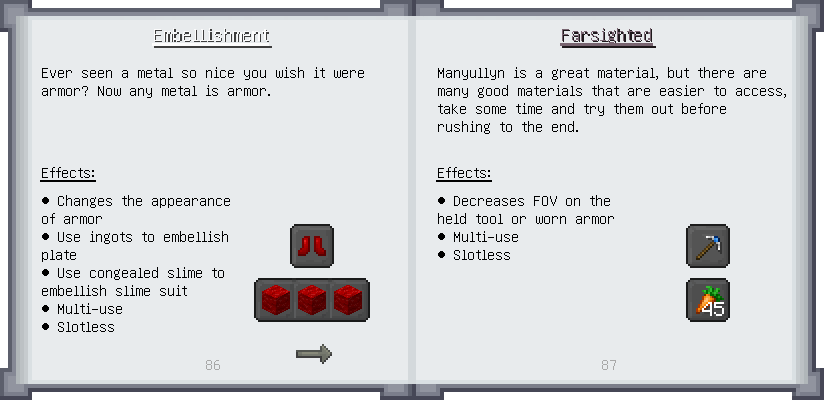 Embellishment
Ever seen a metal so nice you wish it were
armor? Now any metal is armor.
Effects:
• Changes the appearance
of armor
• Use ingots to embellish
plate
• Use congealed slime to
embellish slime suit
• Multi-use
• Slotless
86
Farsighted
Manyullyn is a great material, but there are
many good materials that are easier to access,
take some time and try them out before
rushing to the end.
Effects:
• Decreases FOV on the
held tool or worn armor
• Multi-use
• Slotless
45
87